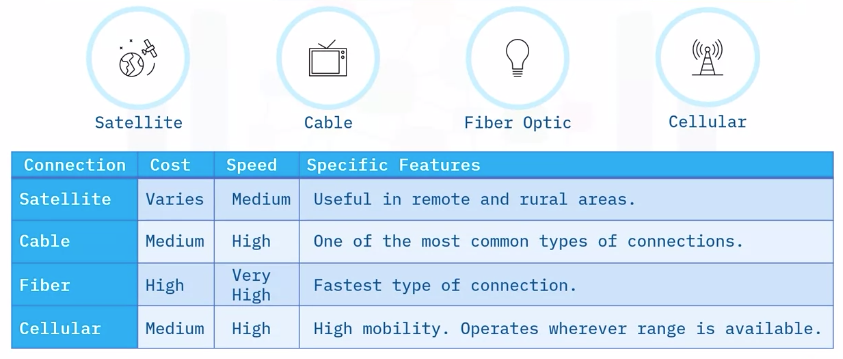 Satellite Cable Fiber Optic Cellular
Connection Cost Speed Specific Features
Satellite Varies Medium Useful in remote and rural areas.
Cable Medium High One of the most common types of connections.
Fiber High Very High Fastest type of connection.
Cellular Medium High High mobility. Operates wherever range is available.